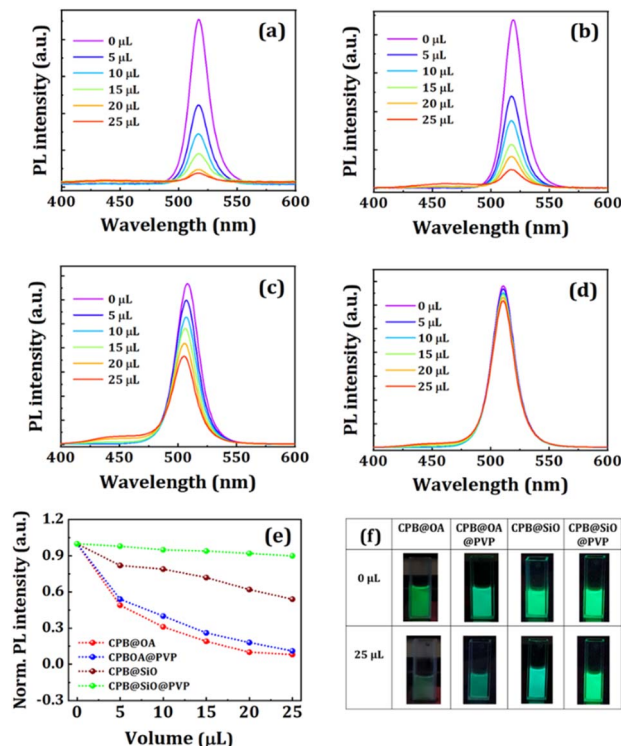 (a)
0 µL
5 µL
10 µL
15 µL
20 µL
25 µL
PL intensity (a.u.)
400 450 500 550 600
Wavelength (nm)
(b)
0 µL
5 µL
10 µL
15 µL
20 µL
25 µL
PL intensity (a.u.)
400 450 500 550 600
Wavelength (nm)
(c)
0 µL
5 µL
10 µL
15 µL
20 µL
25 µL
PL intensity (a.u.)
400 450 500 550 600
Wavelength (nm)
(d)
0 µL
5 µL
10 µL
15 µL
20 µL
25 µL
PL intensity (a.u.)
400 450 500 550 600
Wavelength (nm)
(e)
Norm. PL intensity (a.u.)
1.2
0.9
0.6
0.3
0.0
-0.3
CPB@OA
CPBOA@PVP
CPB@SiO
CPB@SiO@PVP
0 5 10 15 20 25
Volume (µL)
(f) CPB@OA CPB@OA @PVP CPB@SiO CPB@SiO @PVP
0 µL
25 µL